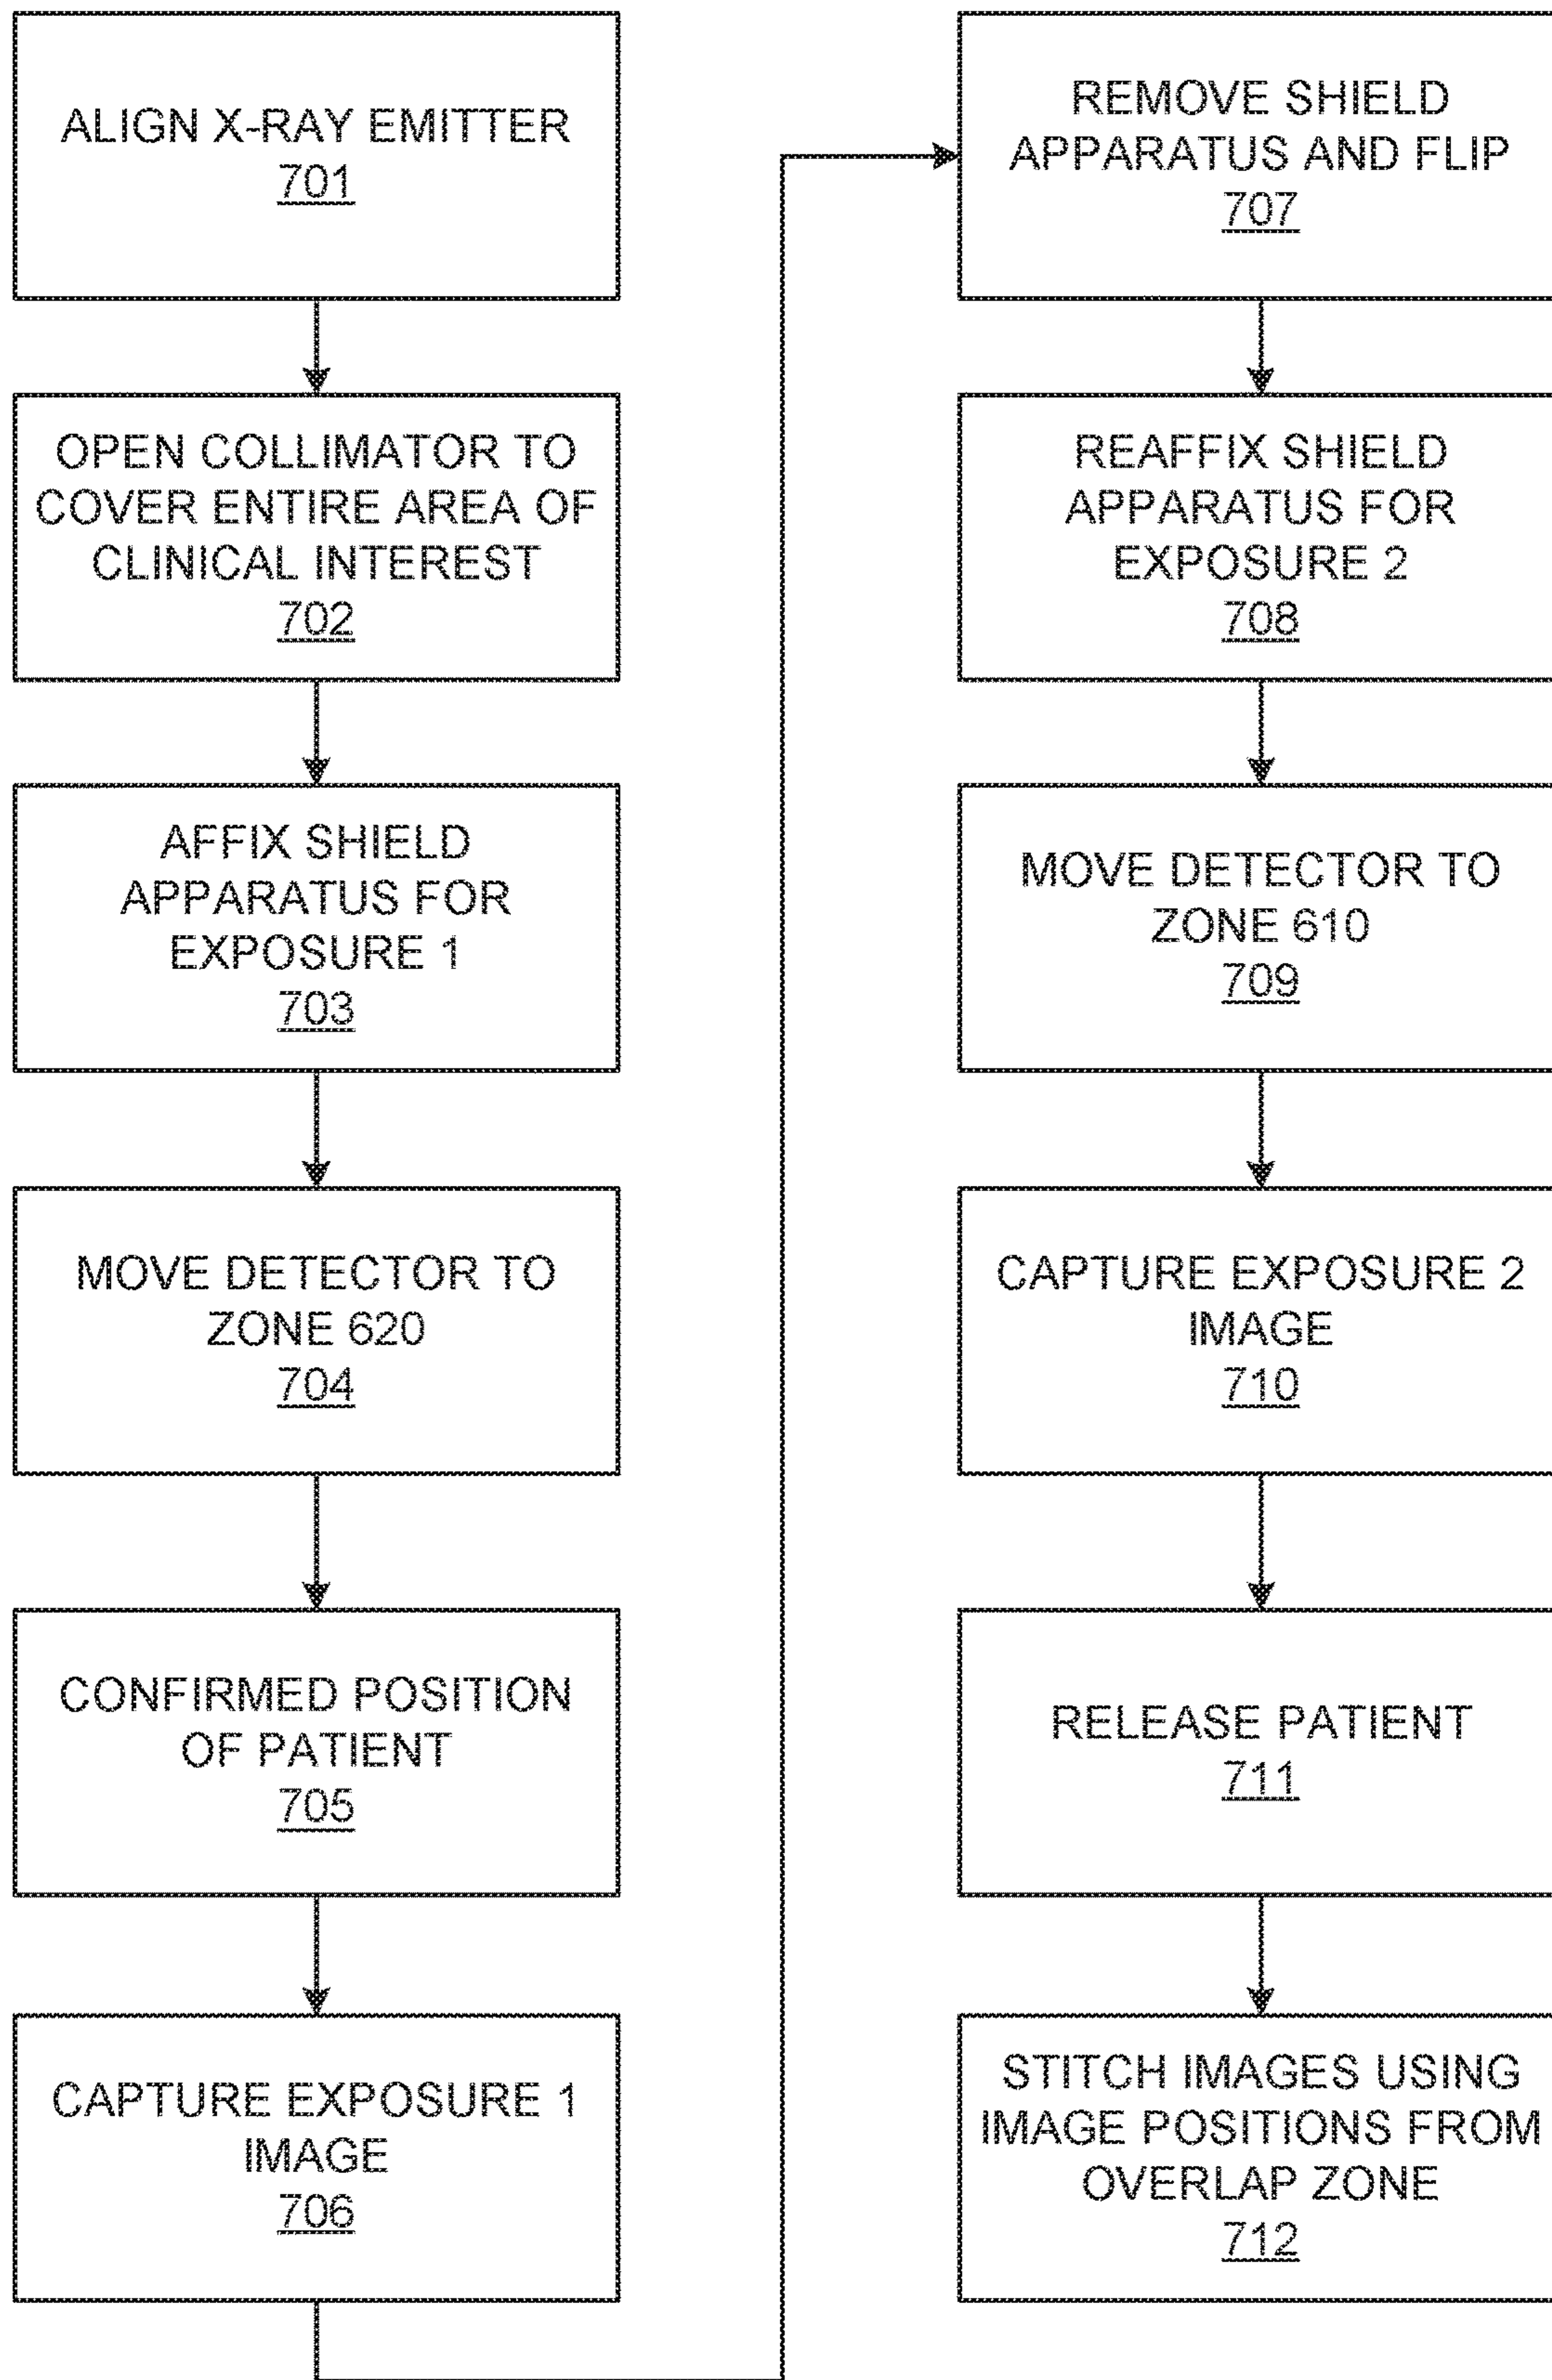 ALIGN X-RAY EMITTER
701
OPEN COLLIMATOR TO
COVER ENTIRE AREA OF
CLINICAL INTEREST
702
AFFIX SHIELD
APPARATUS FOR
EXPOSURE 1
703
MOVE DETECTOR TO
ZONE 620
704
CONFIRMED POSITION
OF PATIENT
705
CAPTURE EXPOSURE 1
IMAGE
706
REMOVE SHIELD
APPARATUS AND FLIP
707
REAFFIX SHIELD
APPARATUS FOR
EXPOSURE 2
708
MOVE DETECTOR TO
ZONE 610
709
CAPTURE EXPOSURE 2
IMAGE
710
RELEASE PATIENT
711
STITCH IMAGES USING
IMAGE POSITIONS FROM
OVERLAP ZONE
712